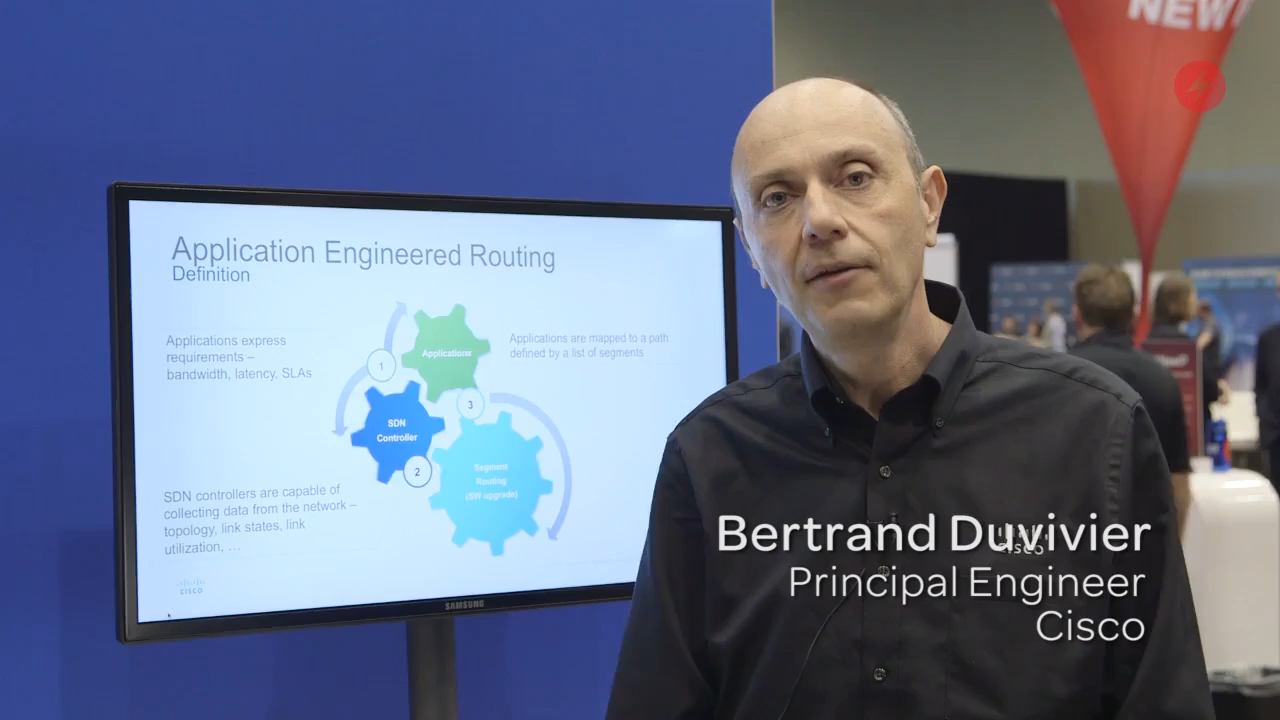 NEW!
Application Engineered Routing
Definition
Applications express
requirements –
bandwidth, latency, SLAs
1
Applications
Applications are mapped to a path
defined by a list of segments
3
SDN
Controller
2
Segment
Routing
(SW upgrade)
SDN controllers are capable of
collecting data from the network –
topology, link states, link
utilization, …
cisco
SAMSUNG
cisco
Bertrand Duvivier
Principal Engineer
Cisco